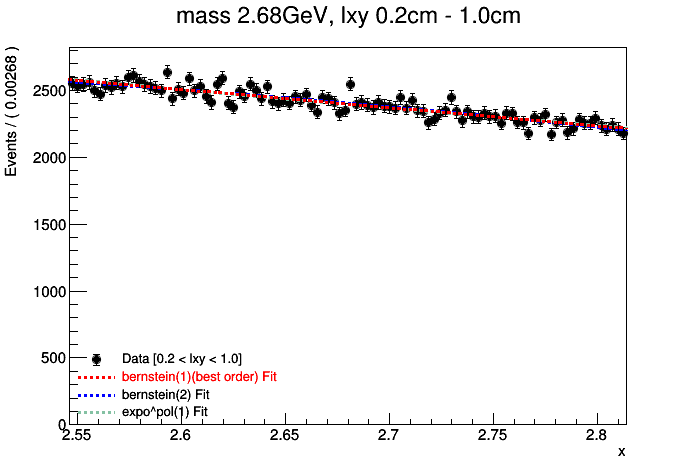 mass 2.68GeV, lxy 0.2cm - 1.0cm
Events / ( 0.00268 )
2500
2000
1500
1000
500
0
Data [0.2 < lxy < 1.0]
bernstein(1)(best order) Fit
bernstein(2) Fit
expo^pol(1) Fit
2.55 2.6 2.65 2.7 2.75 2.8
x